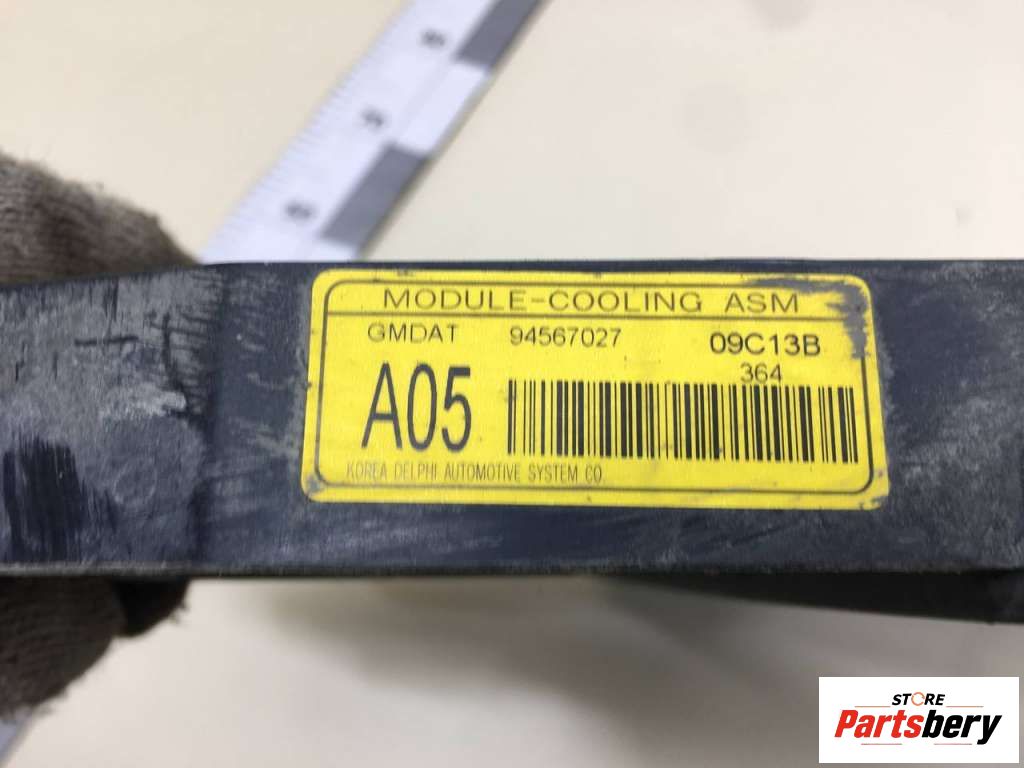 MODULE-COOLING ASM
GMDAT 94567027 09C13B
364
A05
KOREA DELPHI AUTOMOTIVE SYSTEM CO.
STORE
Partsbery